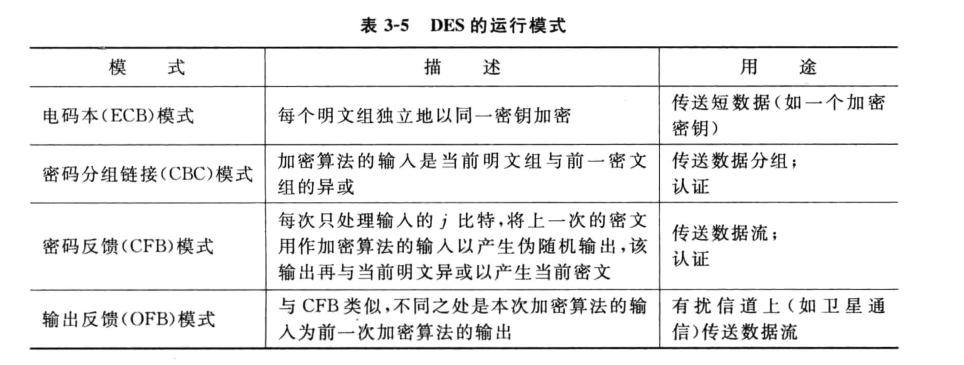 表 3-5 DES 的运行模式
模 式 描 述 用 途
电码本(ECB)模式
每个明文组独立地以同一密钥加密
传送短数据(如一个加密
密钥)
密码分组链接(CBC)模式
加密算法的输入是当前明文组与前一密文
组的异或
传送数据分组;
认证
密码反馈(CFB)模式
每次只处理输入的 j 比特,将上一次的密文
用作加密算法的输入以产生伪随机输出,该
输出再与当前明文异或以产生当前密文
传送数据流;
认证
输出反馈(OFB)模式
与 CFB 类似,不同之处是本次加密算法的输
入为前一次加密算法的输出
有扰信道上(如卫星通
信)传送数据流